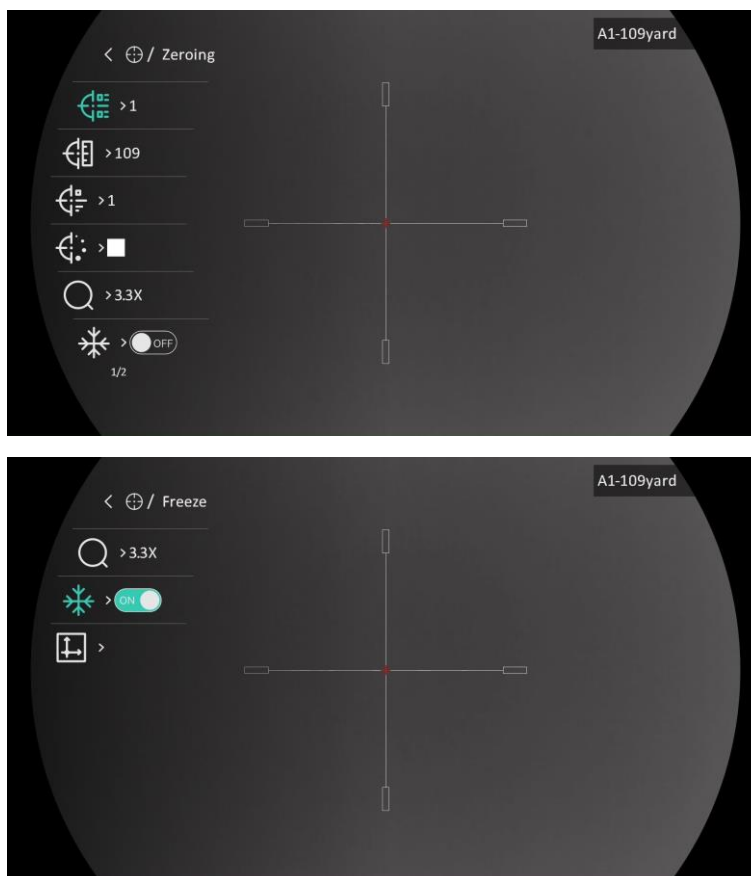 A1-109yard
< / Zeroing
>1
>109
>1
>
>3.3X
> OFF
1/2
A1-109yard
< / Freeze
>3.3X
> ON
>